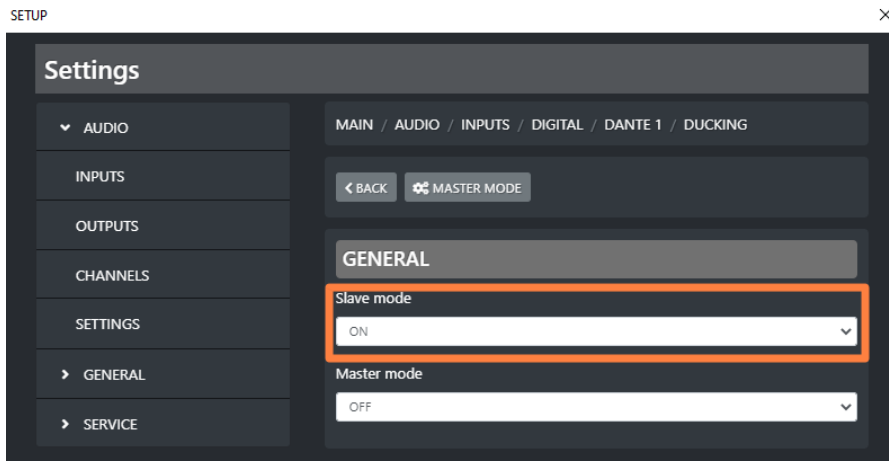 SETUP
Settings
AUDIO
INPUTS
OUTPUTS
CHANNELS
SETTINGS
GENERAL
SERVICE
MAIN / AUDIO / INPUTS / DIGITAL / DANTE 1 / DUCKING
BACK
MASTER MODE
GENERAL
Slave mode
ON
Master mode
OFF